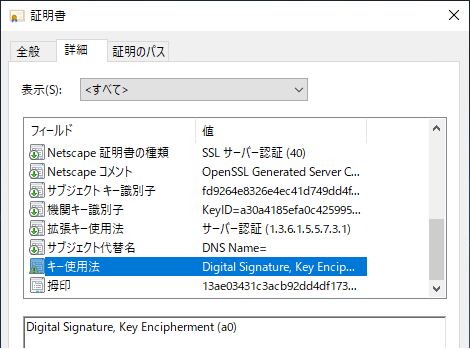 証明書
全般 詳細 証明のパス
表示(S): <すべて>
フィールド 値
Netscape 証明書の種類 SSL サーバー認証 (40)
Netscape コメント OpenSSL Generated Server C...
サブジェクト キー識別子 fd9264e8326e4ec41d749dd4f...
機関キー識別子 KeyID=a30a4185efa0c425995...
拡張キー使用法 サーバー認証 (1.3.6.1.5.5.7.3.1)
サブジェクト代替名 DNS Name=
キー使用法 Digital Signature, Key Encip...
拇印 13ae03431c3acb92dd4df173...
Digital Signature, Key Encipherment (a0)